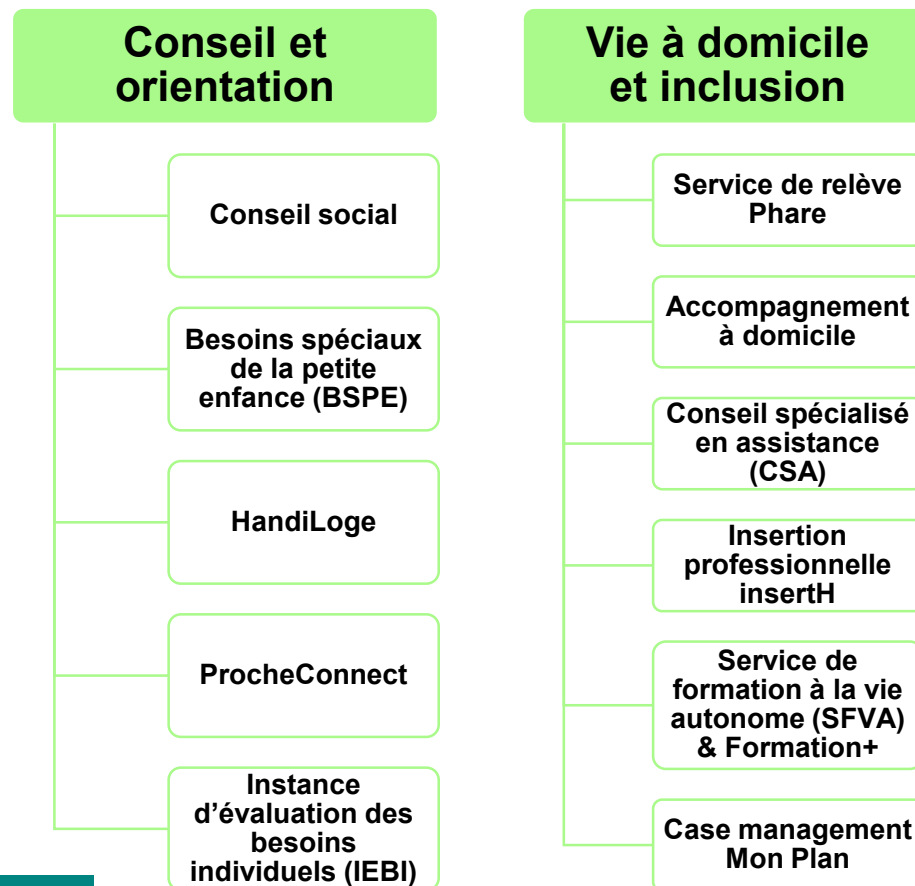 Conseil et
orientation
Conseil social
Besoins spéciaux
de la petite
enfance (BSPE)
HandiLoge
ProcheConnect
Instance
d’évaluation des
besoins
individuels (IEBI)
Vie à domicile
et inclusion
Service de relève
Phare
Accompagnement
à domicile
Conseil spécialisé
en assistance
(CSA)
Insertion
professionnelle
insertH
Service de
formation à la vie
autonome (SFVA)
& Formation+
Case management
Mon Plan